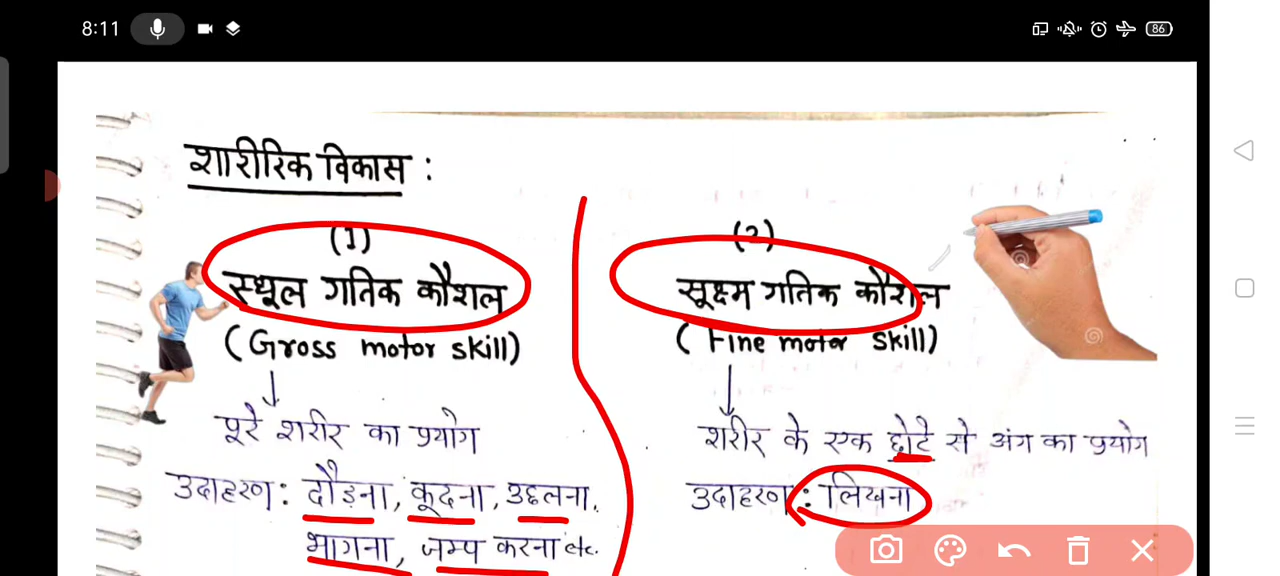 8:11
86
शारीरिक विकास :
(1)
स्थूल गतिक कौशल
(Gross motor skill)
पूरे शरीर का प्रयोग
उदाहरण: दौड़ना, कूदना, उछलना,
भागना, जम्प करना etc.
(2)
सूक्ष्म गतिक कौशल
(Fine motor skill)
शरीर के एक छोटे से अंग का प्रयोग
उदाहरण : लिखना